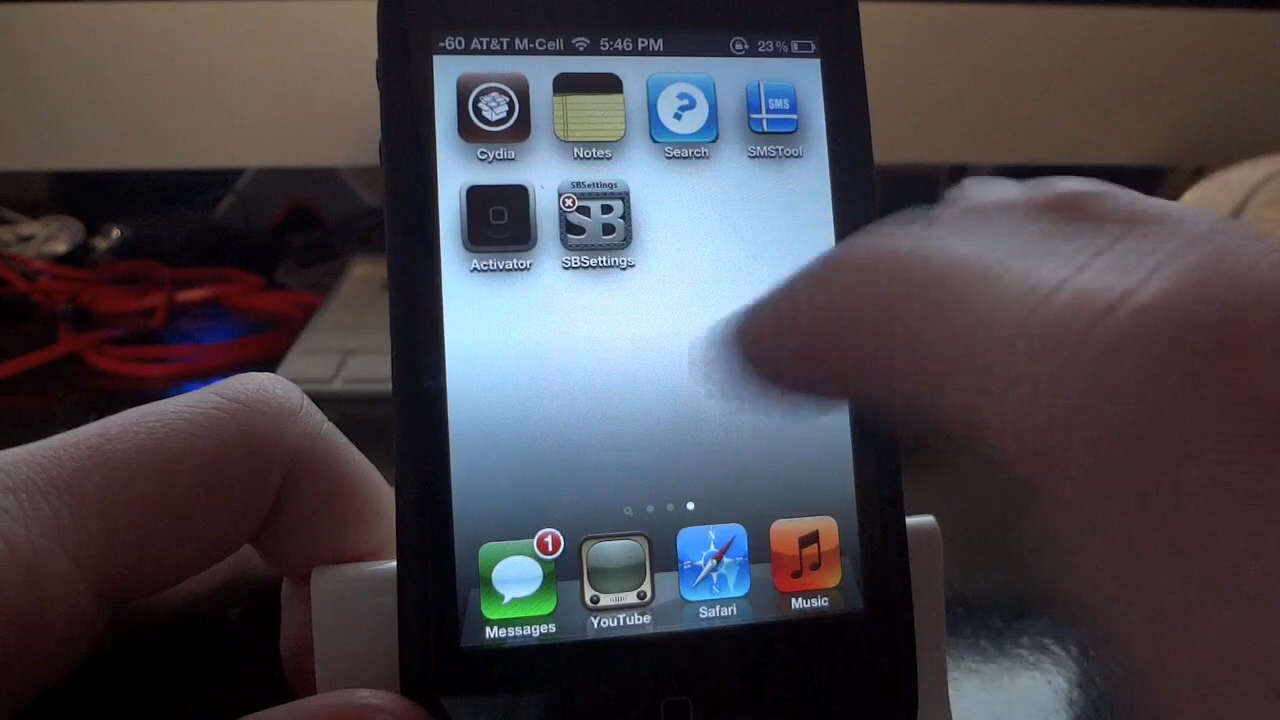 -60 AT&T M-Cell 5:46 PM 23%
Cydia Notes Search SMSTool
SMS
SBSettings
SB
Activator SBSettings
1
Messages YouTube Safari Music